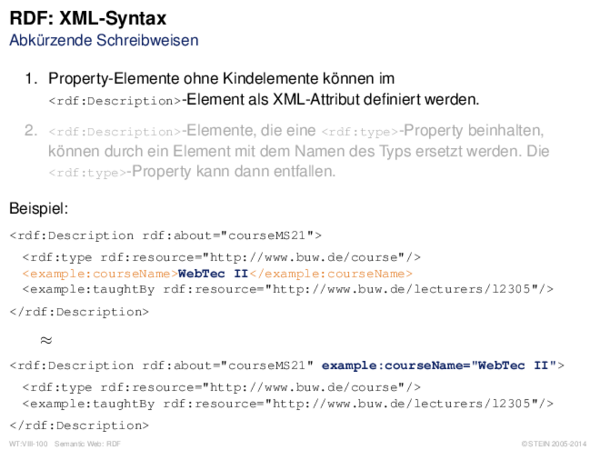 RDF: XML-Syntax
Abkürzende Schreibweisen
1. Property-Elemente ohne Kindelemente können im
<rdf:Description>-Element als XML-Attribut definiert werden.
2. <rdf:Description>-Elemente, die eine <rdf:type>-Property beinhalten,
können durch ein Element mit dem Namen des Typs ersetzt werden. Die
<rdf:type>-Property kann dann entfallen.
Beispiel:
<rdf:Description rdf:about="courseMS21">
<rdf:type rdf:resource="http://www.buw.de/course"/>
<example:courseName>WebTec II</example:courseName>
<example:taughtBy rdf:resource="http://www.buw.de/lecturers/12305"/>
</rdf:Description>
≈
<rdf:Description rdf:about="courseMS21" example:courseName="WebTec II">
<rdf:type rdf:resource="http://www.buw.de/course"/>
<example:taughtBy rdf:resource="http://www.buw.de/lecturers/12305"/>
</rdf:Description>
WT:VIII-100 Semantic Web: RDF
© STEIN 2005-2014